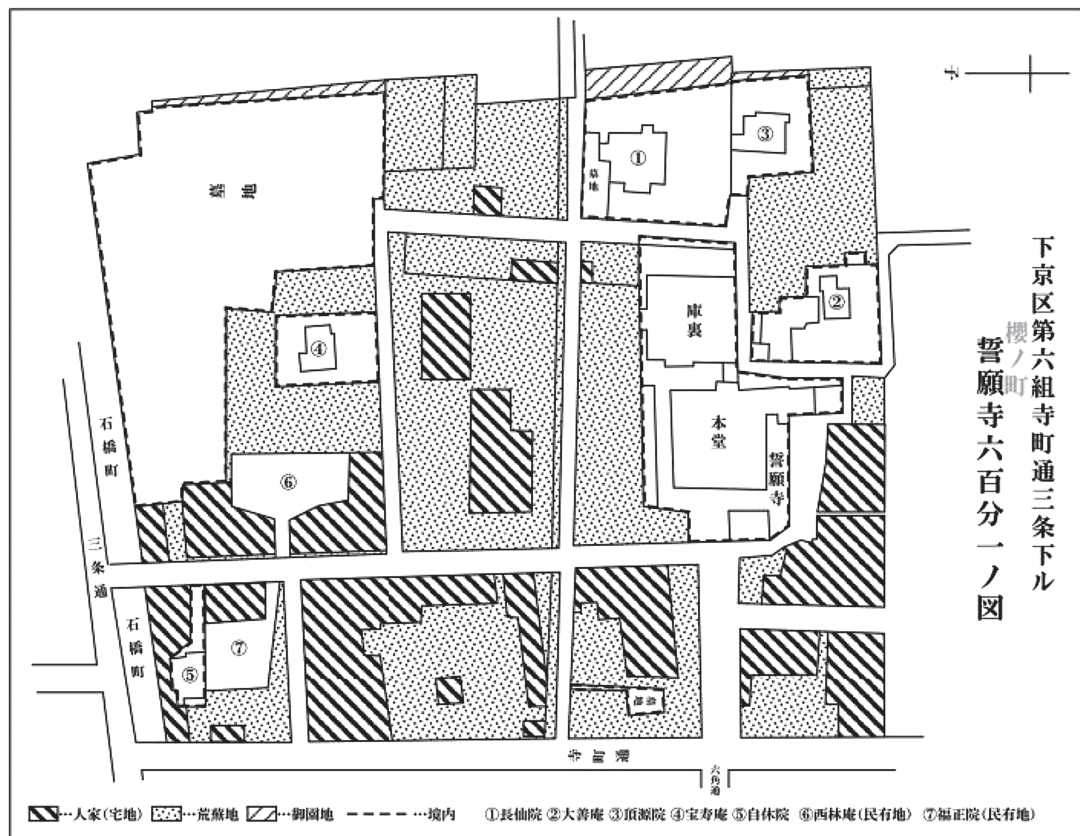 下京区第六組寺町通三条下ル
櫻ノ町
誓願寺六百分一ノ図
子
墓地
①
墓地
③
②
庫裏
④
本堂
誓願寺
石橋町
⑥
三条通
石橋町
⑤
⑦
寺町通
六角通
…人家(宅地) …荒蕪地 …御園地 …境内 ①長仙院 ②大善庵 ③頂源院 ④宝寿庵 ⑤自休院 ⑥西林庵(民有地) ⑦福正院(民有地)